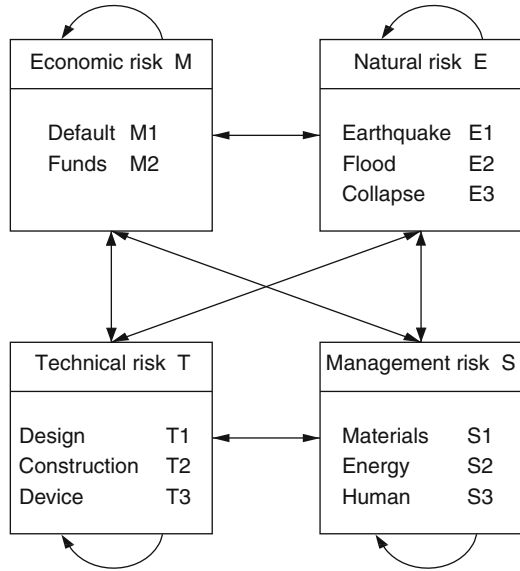 Economic risk M
Default M1
Funds M2
Natural risk E
Earthquake E1
Flood E2
Collapse E3
Technical risk T
Design T1
Construction T2
Device T3
Management risk S
Materials S1
Energy S2
Human S3